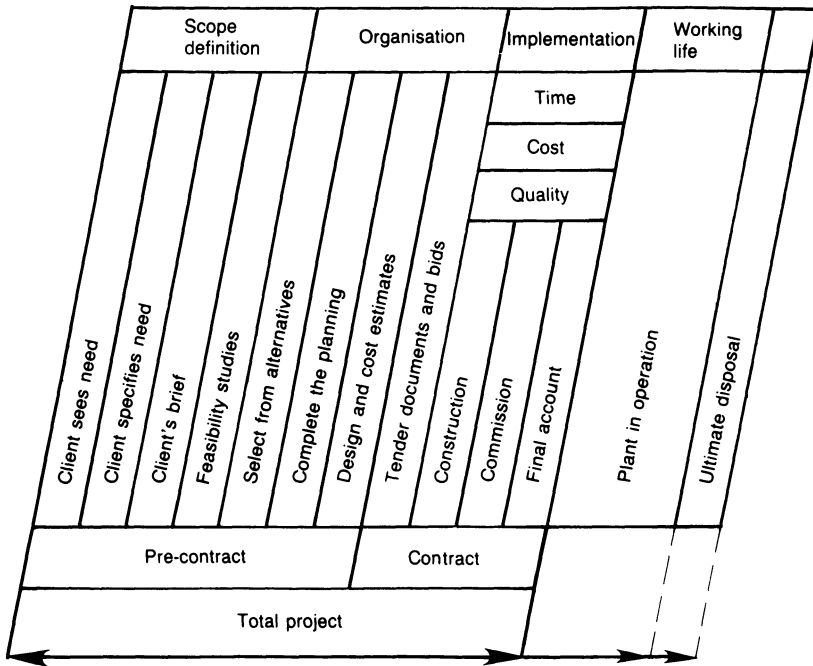 Scope
definition
Organisation
Implementation
Working
life
Time
Cost
Quality
Client sees need
Client specifies need
Client's brief
Feasibility studies
Select from alternatives
Complete the planning
Design and cost estimates
Tender documents and bids
Construction
Commission
Final account
Plant in operation
Ultimate disposal
Pre-contract
Contract
Total project